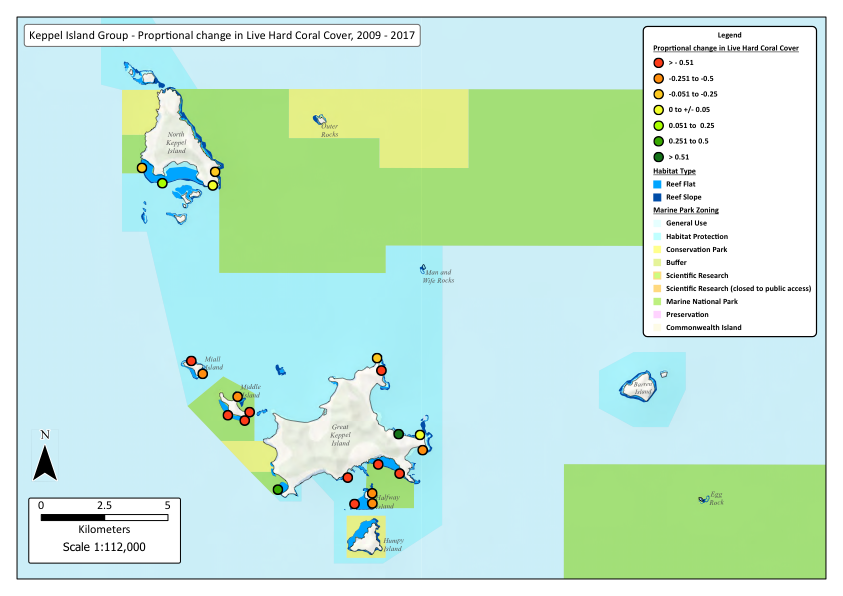 Keppel Island Group - Proprtional change in Live Hard Coral Cover, 2009 - 2017
Legend
Proprtional change in Live Hard Coral Cover
> - 0.51
-0.251 to -0.5
-0.051 to -0.25
0 to +/- 0.05
0.051 to 0.25
0.251 to 0.5
> 0.51
Habitat Type
Reef Flat
Reef Slope
Marine Park Zoning
General Use
Habitat Protection
Conservation Park
Buffer
Scientific Research
Scientific Research (closed to public access)
Marine National Park
Preservation
Commonwealth Island
North
Keppel
Island
Outer
Rocks
Man and
Wife Rocks
Miall
Island
Middle
Island
Great
Keppel
Island
Barren
Island
Halfway
Island
Humpy
Island
Egg
Rock
N
0 2.5 5
Kilometers
Scale 1:112,000